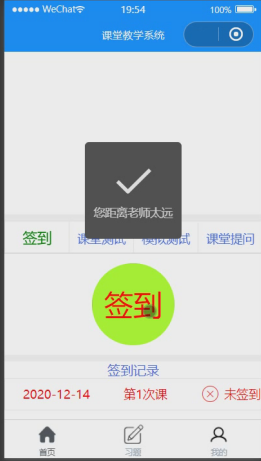 WeChat 19:54 100%
课堂教学系统
您距离老师太远
签到 课堂测试 模拟测试 课堂提问
签到
签到记录
2020-12-14 第1次课 未签到
首页 习题 我的